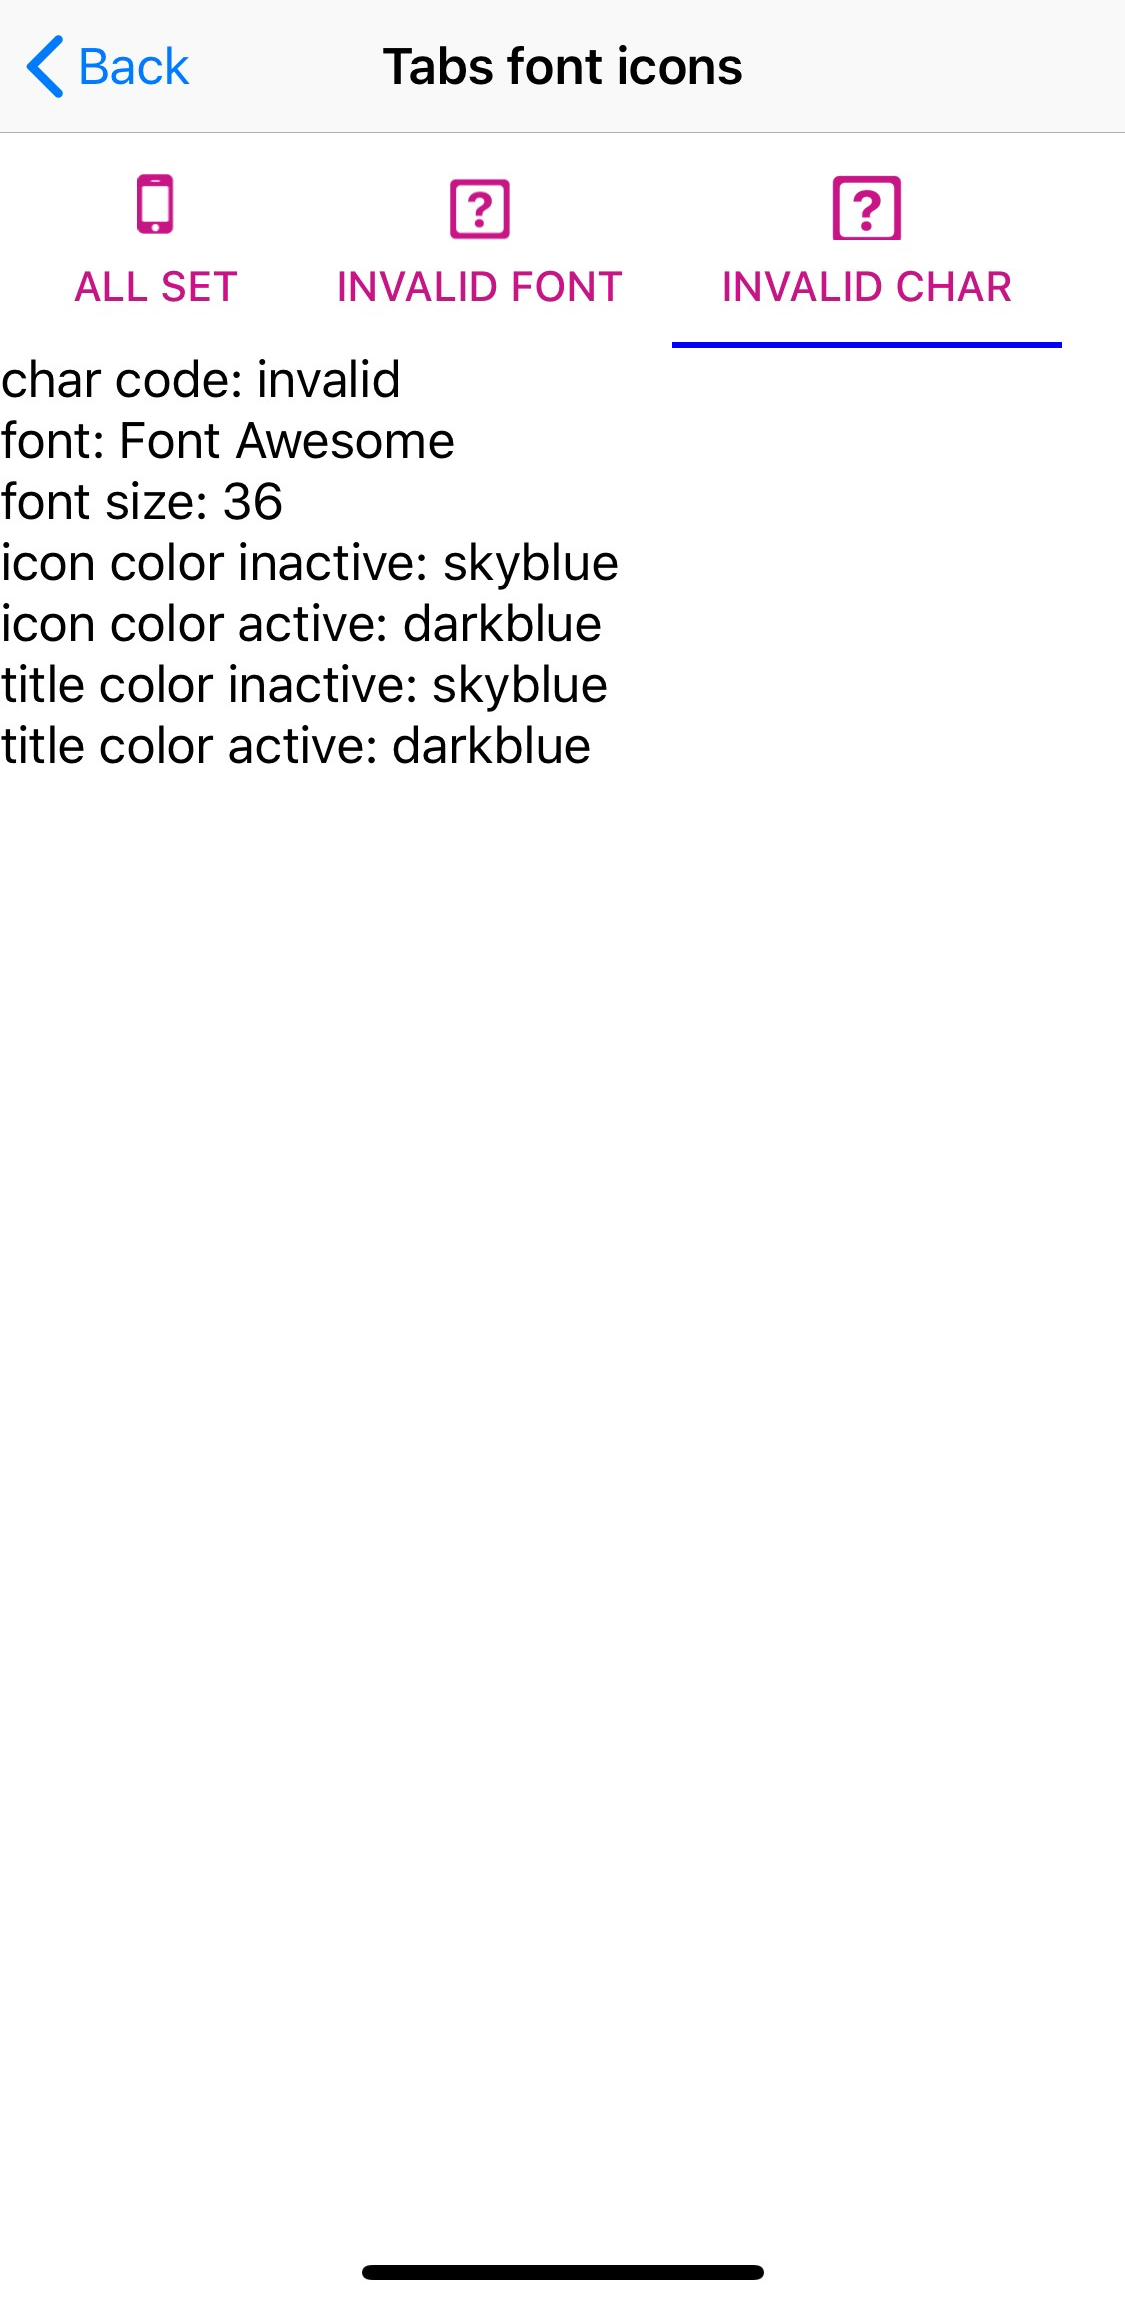 Back
Tabs font icons
ALL SET
INVALID FONT
INVALID CHAR
char code: invalid
font: Font Awesome
font size: 36
icon color inactive: skyblue
icon color active: darkblue
title color inactive: skyblue
title color active: darkblue